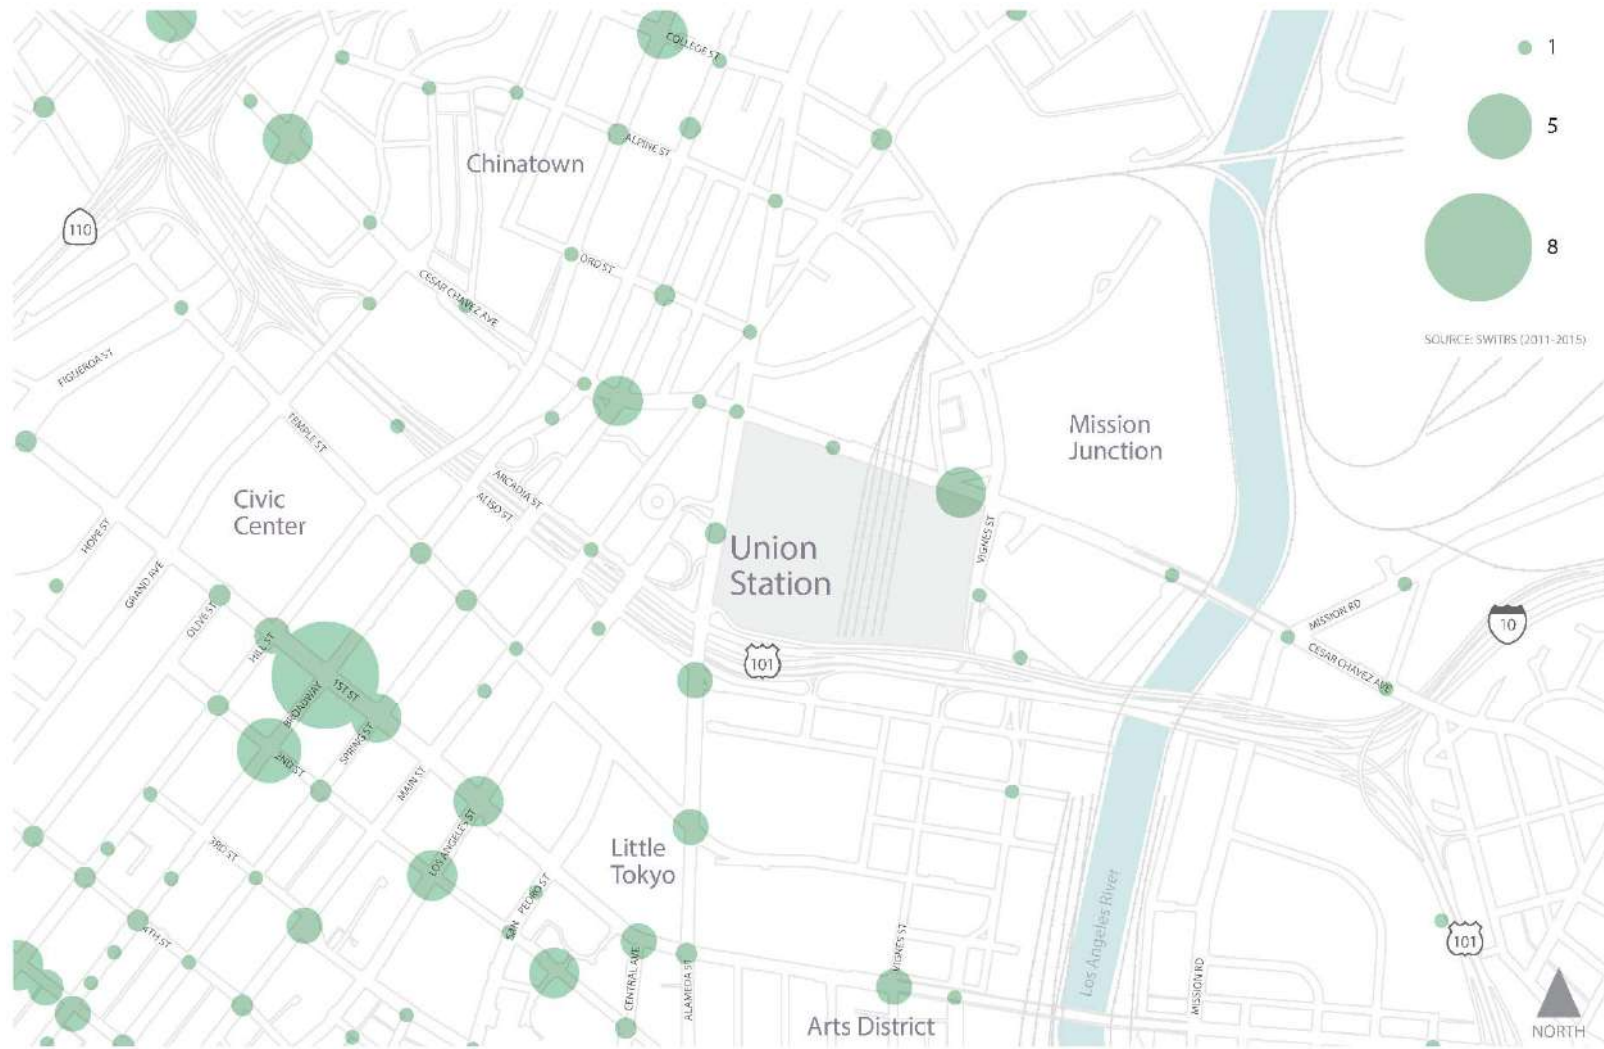 COLLEGE ST
1
5
ALPINE ST
Chinatown
110
8
ORD ST
CESAR CHAVEZ AVE
SOURCE: SWITRS (2011-2015)
FIGUEROA ST
TEMPLE ST
Mission
Junction
ARCADIA ST
ALISO ST
Civic
Center
HOPE ST
VIGNES ST
Union
Station
GRAND AVE
OLIVE ST
MISSION RD
10
HILL ST
CESAR CHAVEZ AVE
101
1ST ST
BROADWAY
SPRING ST
2ND ST
MAIN ST
LOS ANGELES ST
3RD ST
Little
Tokyo
SAN PEDRO ST
4TH ST
Los Angeles River
101
VIGNES ST
CENTRAL AVE
ALAMEDA ST
MISSION RD
Arts District
NORTH